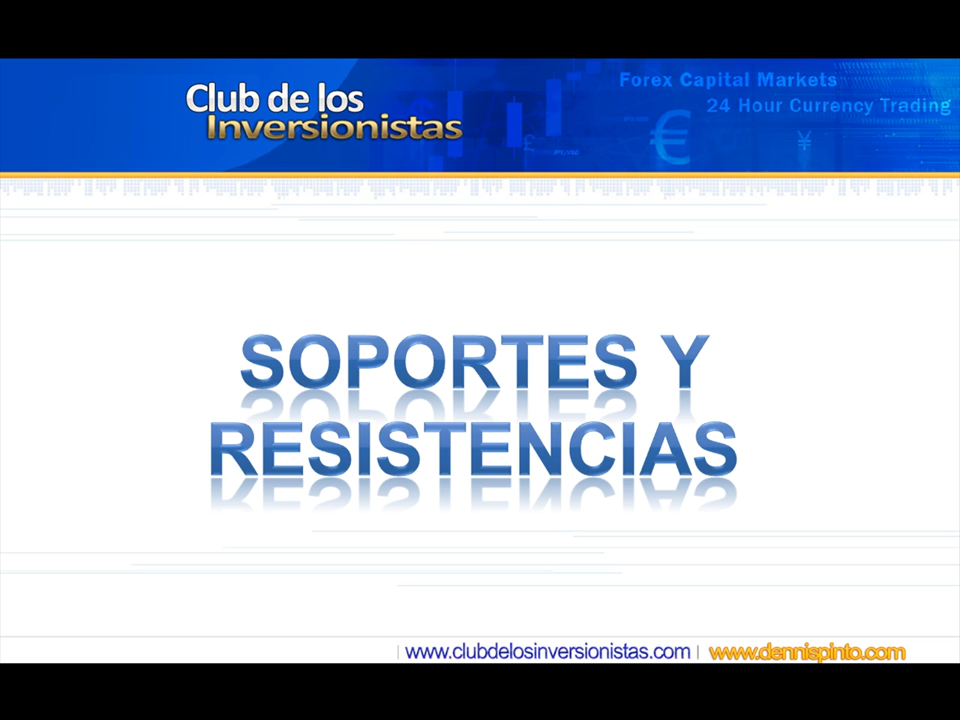 Club de los
Inversionistas
Forex Capital Markets
24 Hour Currency Trading
SOPORTES Y
RESISTENCIAS
www.clubdelosinversionistas.com | www.dennispinto.com